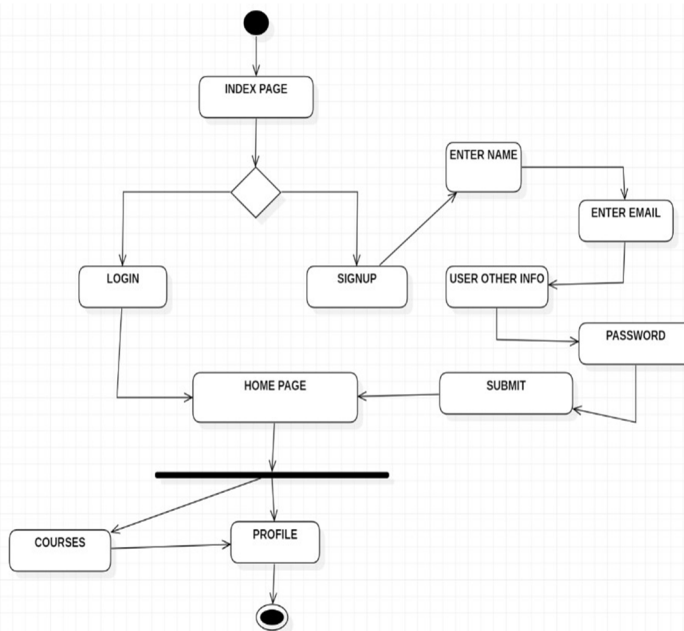 INDEX PAGE
ENTER NAME
ENTER EMAIL
LOGIN
SIGNUP
USER OTHER INFO
PASSWORD
HOME PAGE
SUBMIT
COURSES
PROFILE